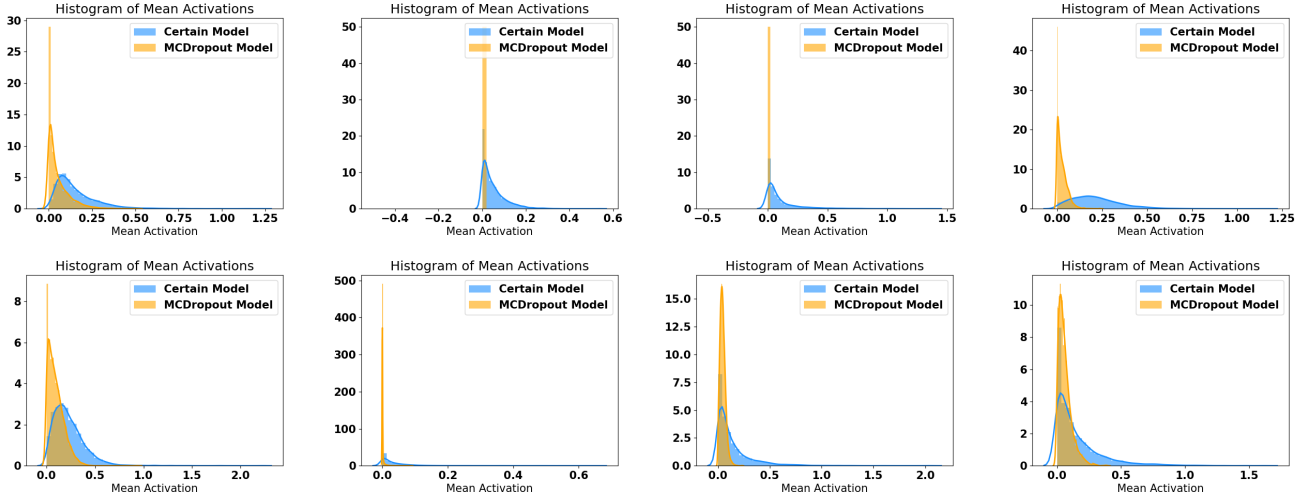 Histogram of Mean Activations
30
25
20
15
10
5
0
Certain Model
MCDropout Model
0.00 0.25 0.50 0.75 1.00 1.25
Mean Activation
Histogram of Mean Activations
50
40
30
20
10
0
Certain Model
MCDropout Model
−0.4 −0.2 0.0 0.2 0.4 0.6
Mean Activation
Histogram of Mean Activations
50
40
30
20
10
0
Certain Model
MCDropout Model
−0.5 0.0 0.5 1.0 1.5
Mean Activation
Histogram of Mean Activations
40
30
20
10
0
Certain Model
MCDropout Model
0.00 0.25 0.50 0.75 1.00 1.25
Mean Activation
Histogram of Mean Activations
8
6
4
2
0
Certain Model
MCDropout Model
0.0 0.5 1.0 1.5 2.0
Mean Activation
Histogram of Mean Activations
500
400
300
200
100
0
Certain Model
MCDropout Model
0.0 0.2 0.4 0.6
Mean Activation
Histogram of Mean Activations
15.0
12.5
10.0
7.5
5.0
2.5
0.0
Certain Model
MCDropout Model
0.0 0.5 1.0 1.5 2.0
Mean Activation
Histogram of Mean Activations
10
8
6
4
2
0
Certain Model
MCDropout Model
0.0 0.5 1.0 1.5
Mean Activation